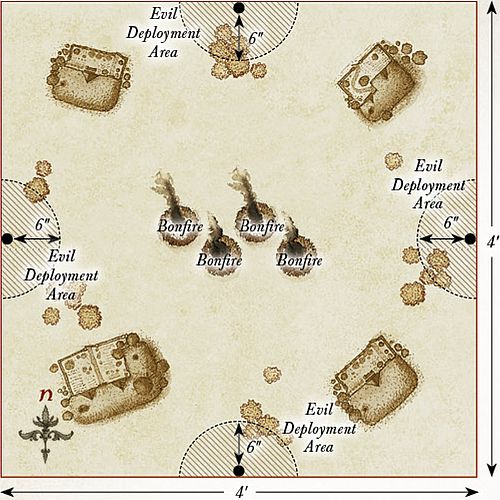 Evil
Deployment
Area
6"
Evil
Deployment
Area
6"
Bonfire
Bonfire
Bonfire
Bonfire
6"
Evil
Deployment
Area
4'
n
Evil
Deployment
Area
6"
4'